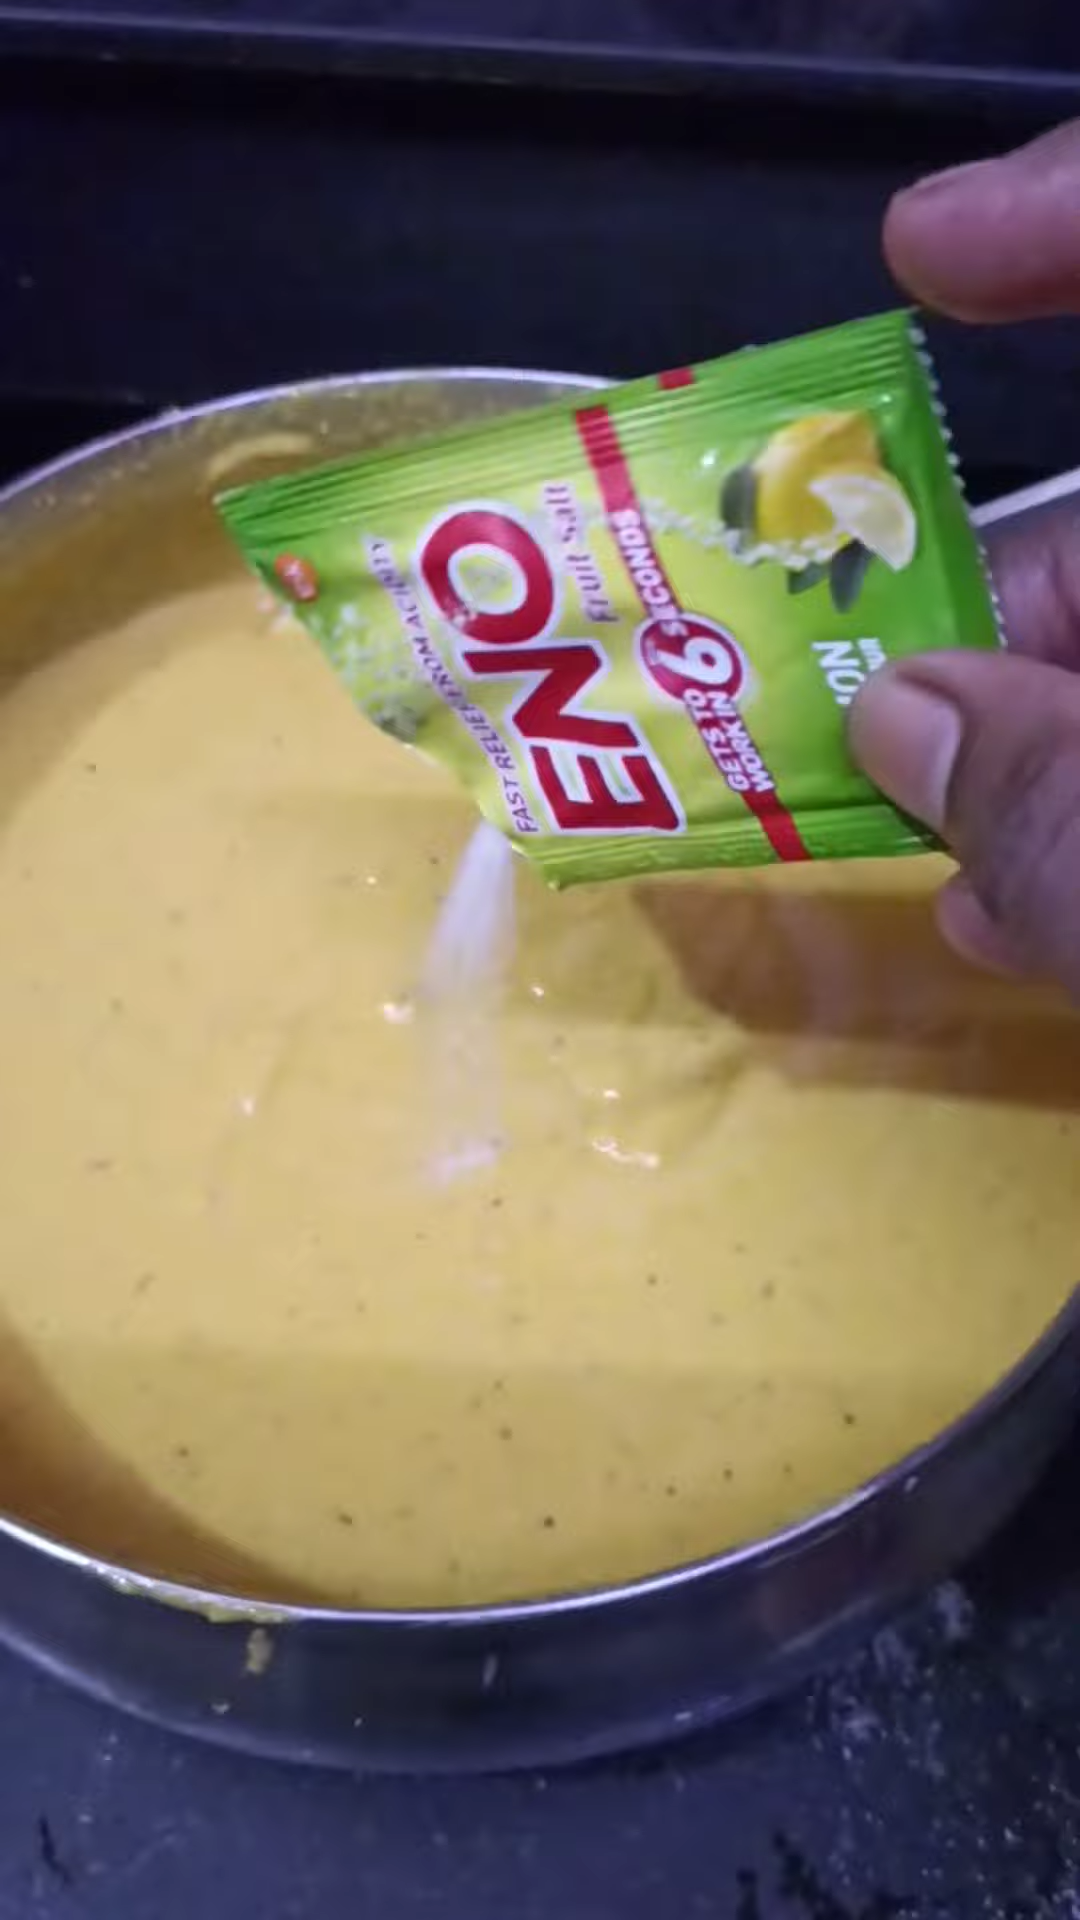 FAST RELIEF FROM ACIDITY
ENO
Fruit Salt
GETS TO
WORK IN 6 SECONDS